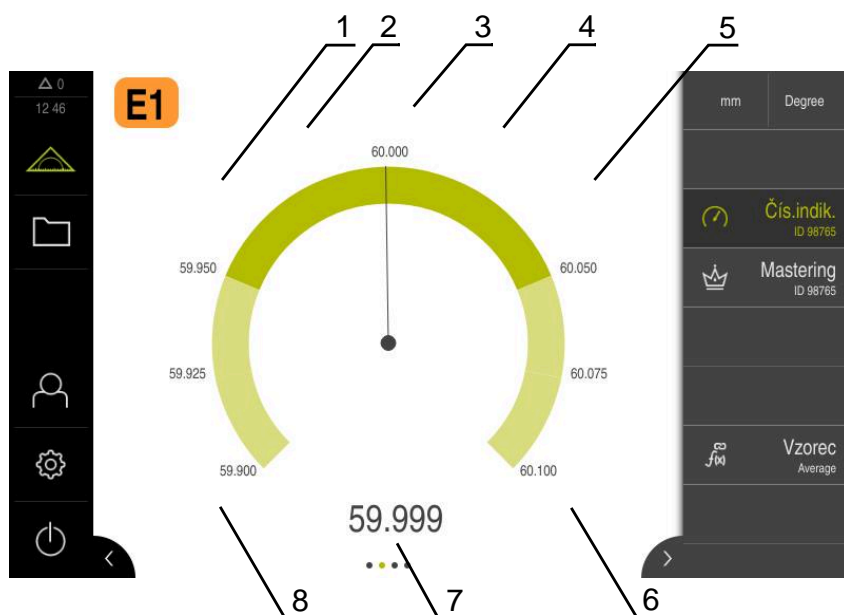 1 2 3 4 5
0
12 46
E1
mm Degree
60.000
Čís.indik.
ID 98765
59.950 60.050
Mastering
ID 98765
59.925 60.075
59.900 60.100
f(x) Vzorec
Average
59.999
8 7 6